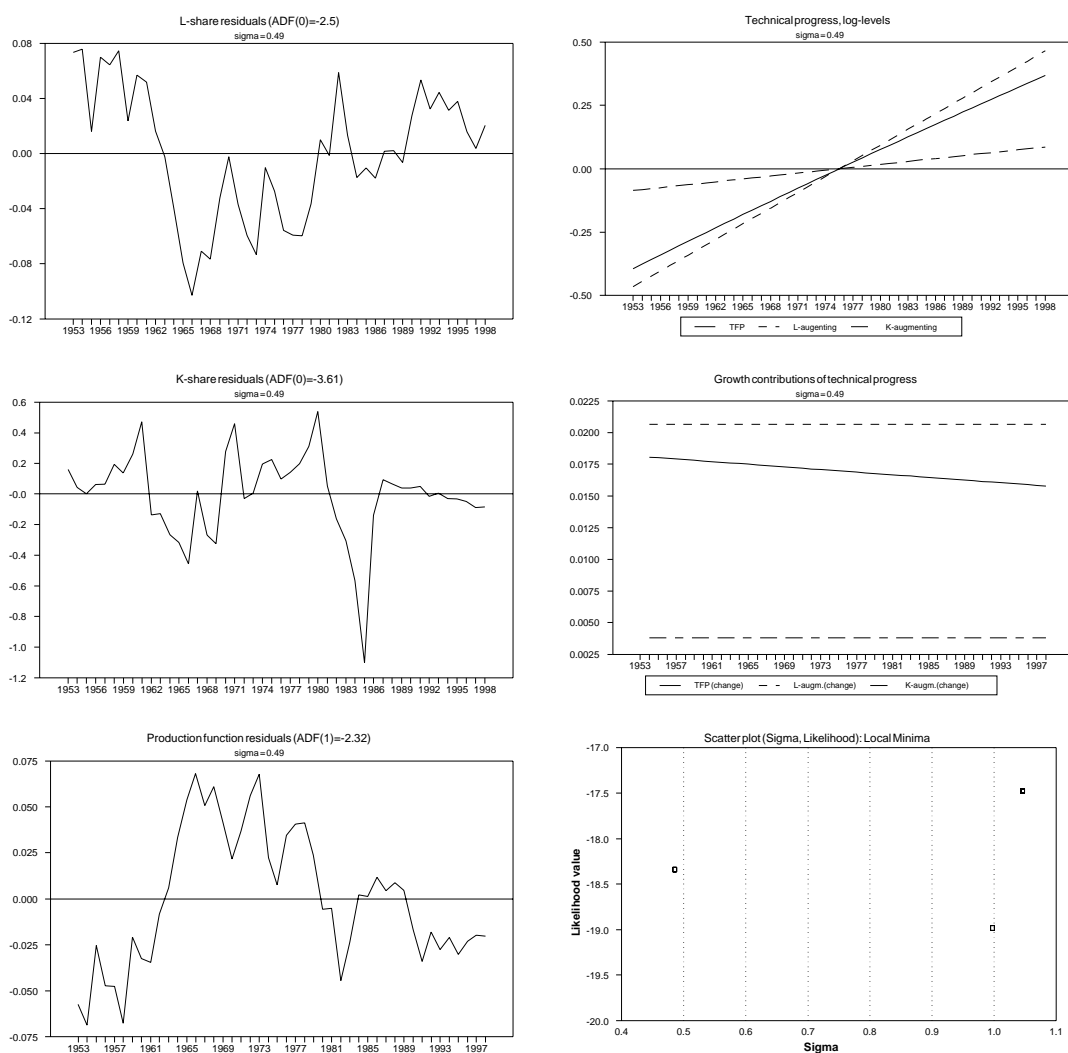 L-share residuals (ADF(0)=-2.5)
sigma = 0.49
0.08
0.04
0.00
-0.04
-0.08
-0.12
1953 1956 1959 1962 1965 1968 1971 1974 1977 1980 1983 1986 1989 1992 1995 1998
Technical progress, log-levels
sigma = 0.49
0.50
0.25
0.00
-0.25
-0.50
1953 1956 1959 1962 1965 1968 1971 1974 1977 1980 1983 1986 1989 1992 1995 1998
TFP L-augenting K-augmenting
K-share residuals (ADF(0)=-3.61)
sigma = 0.49
0.6
0.4
0.2
-0.0
-0.2
-0.4
-0.6
-0.8
-1.0
-1.2
1953 1956 1959 1962 1965 1968 1971 1974 1977 1980 1983 1986 1989 1992 1995 1998
Growth contributions of technical progress
sigma = 0.49
0.0225
0.0200
0.0175
0.0150
0.0125
0.0100
0.0075
0.0050
0.0025
1953 1957 1961 1965 1969 1973 1977 1981 1985 1989 1993 1997
TFP (change) L-augm.(change) K-augm.(change)
Production function residuals (ADF(1)=-2.32)
sigma = 0.49
0.075
0.050
0.025
0.000
-0.025
-0.050
-0.075
1953 1957 1961 1965 1969 1973 1977 1981 1985 1989 1993 1997
Scatter plot (Sigma, Likelihood): Local Minima
Likelihood value
-17.0
-17.5
-18.0
-18.5
-19.0
-19.5
-20.0
0.4 0.5 0.6 0.7 0.8 0.9 1.0 1.1
Sigma